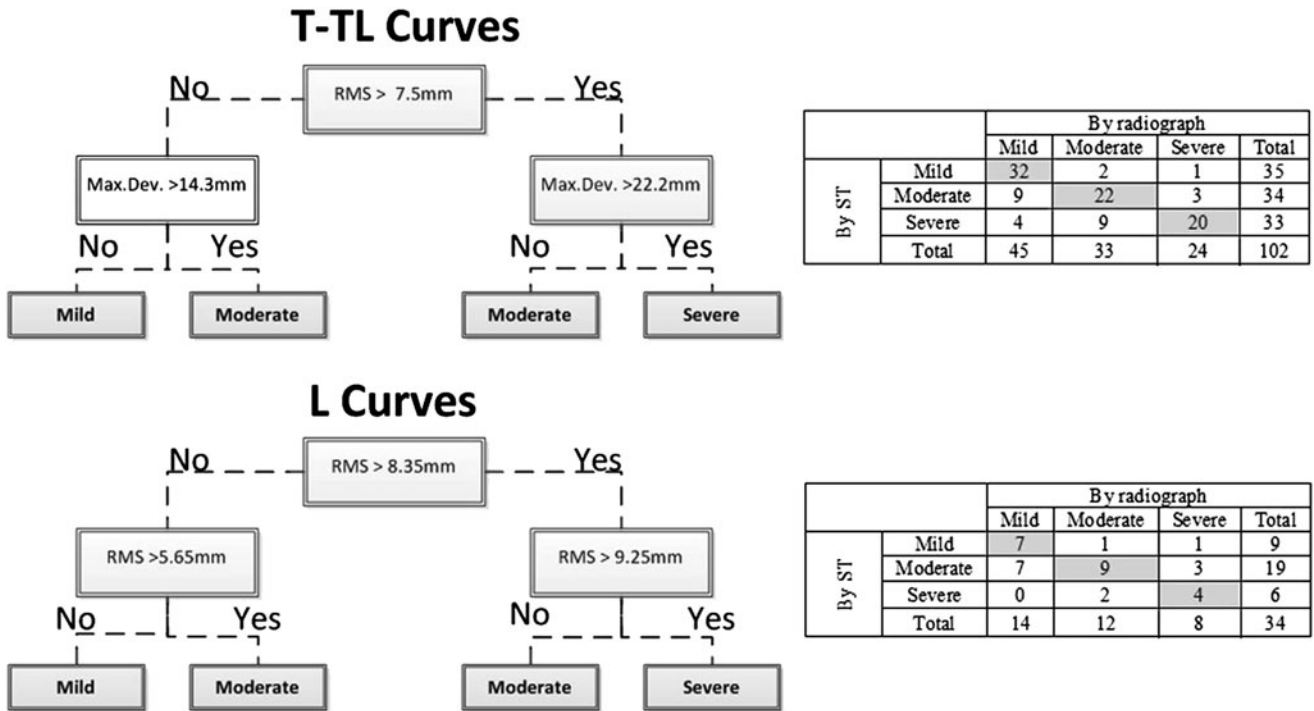 T-TL Curves
No
RMS > 7.5mm
Yes
Max.Dev. >14.3mm
Max.Dev. >22.2mm
No Yes
No Yes
Mild
Moderate
Moderate
Severe
By radiograph
Mild Moderate Severe Total
By ST
Mild 32 2 1 35
Moderate 9 22 3 34
Severe 4 9 20 33
Total 45 33 24 102
L Curves
No
RMS > 8.35mm
Yes
RMS >5.65mm
RMS > 9.25mm
No Yes
No Yes
Mild
Moderate
Moderate
Severe
By radiograph
Mild Moderate Severe Total
By ST
Mild 7 1 1 9
Moderate 7 9 3 19
Severe 0 2 4 6
Total 14 12 8 34